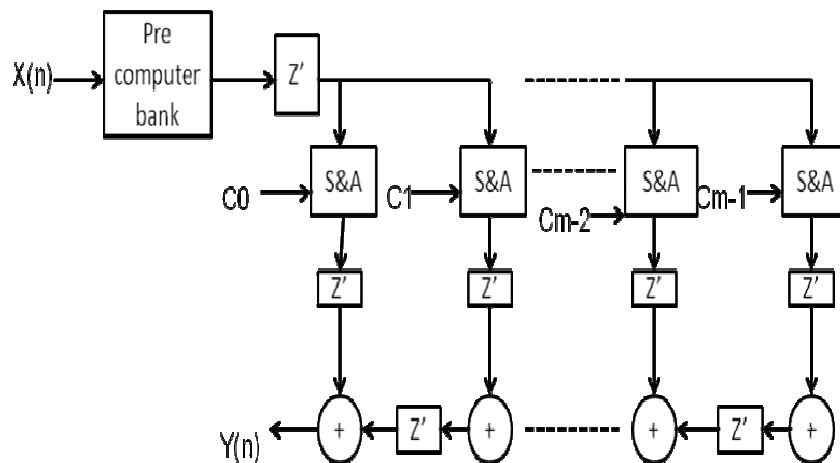 Pre
computer
bank
X(n)
Z'
S&A
S&A
S&A
S&A
C0
C1
Cm-2
Cm-1
Z'
Z'
Z'
Z'
Y(n)
+
Z'
+
+
Z'
+